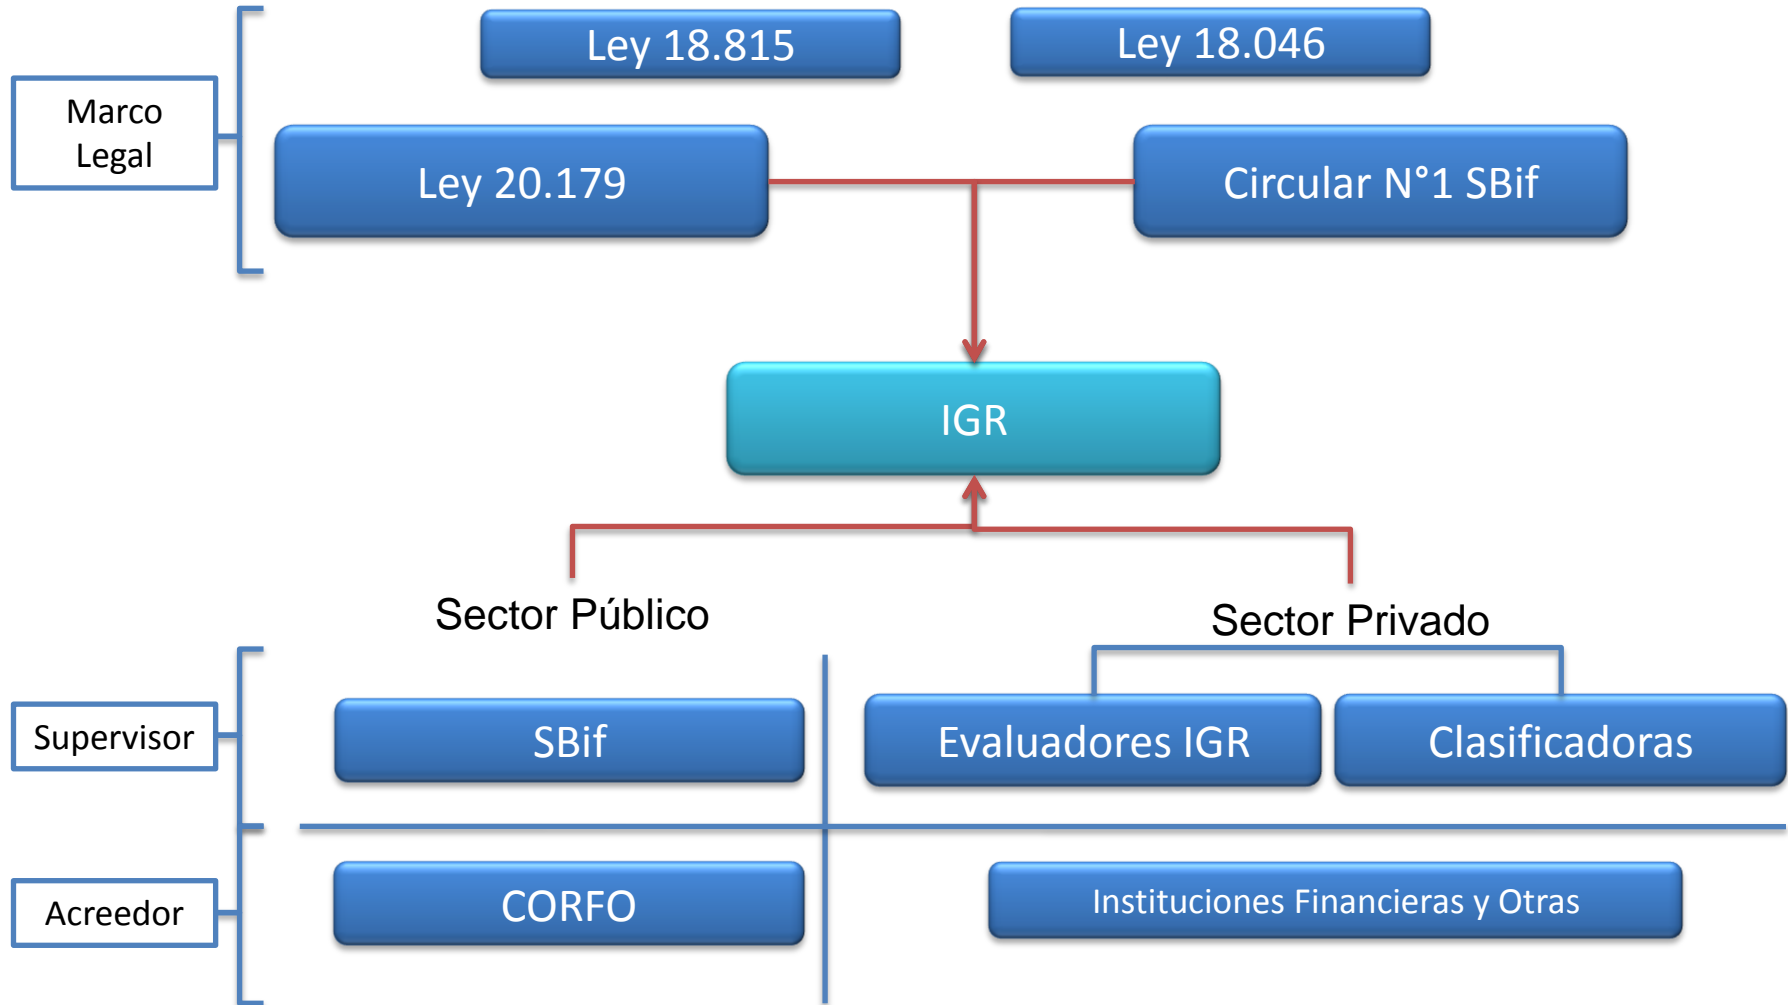 Ley 18.815
Ley 18.046
Marco
Legal
Ley 20.179
Circular N°1 SBif
IGR
Sector Público
Sector Privado
Supervisor
SBif
Evaluadores IGR
Clasificadoras
Acreedor
CORFO
Instituciones Financieras y Otras